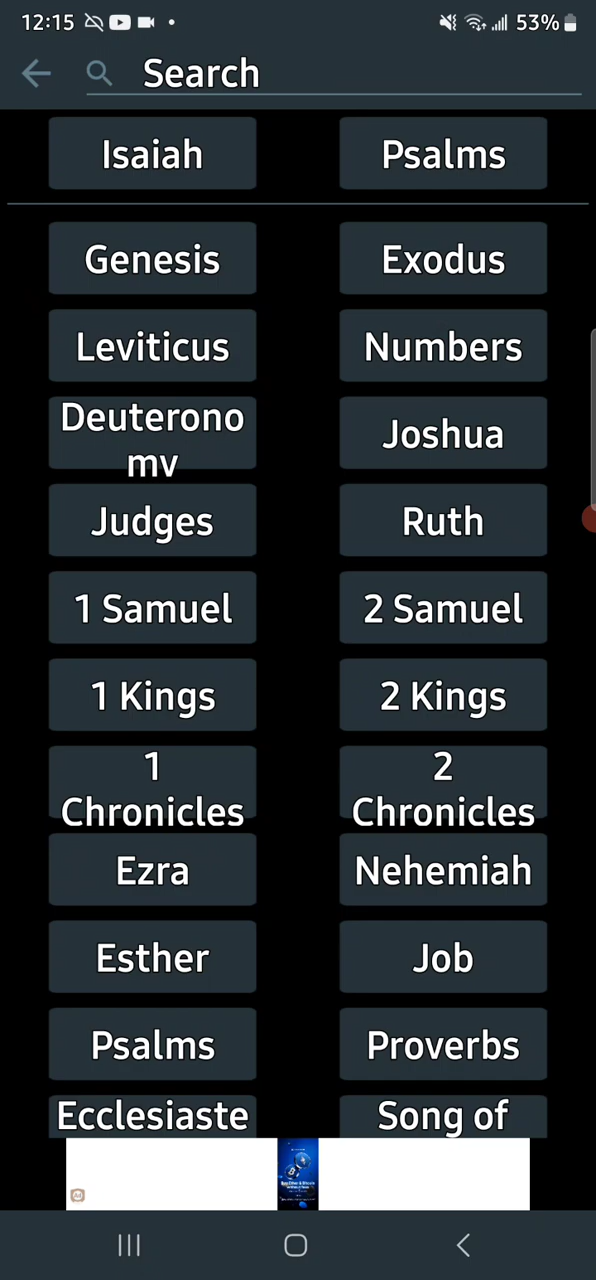 12:15
53%
Search
Isaiah
Psalms
Genesis
Exodus
Leviticus
Numbers
Deuterono
my
Joshua
Judges
Ruth
1 Samuel
2 Samuel
1 Kings
2 Kings
1
Chronicles
2
Chronicles
Ezra
Nehemiah
Esther
Job
Psalms
Proverbs
Ecclesiaste
Song of